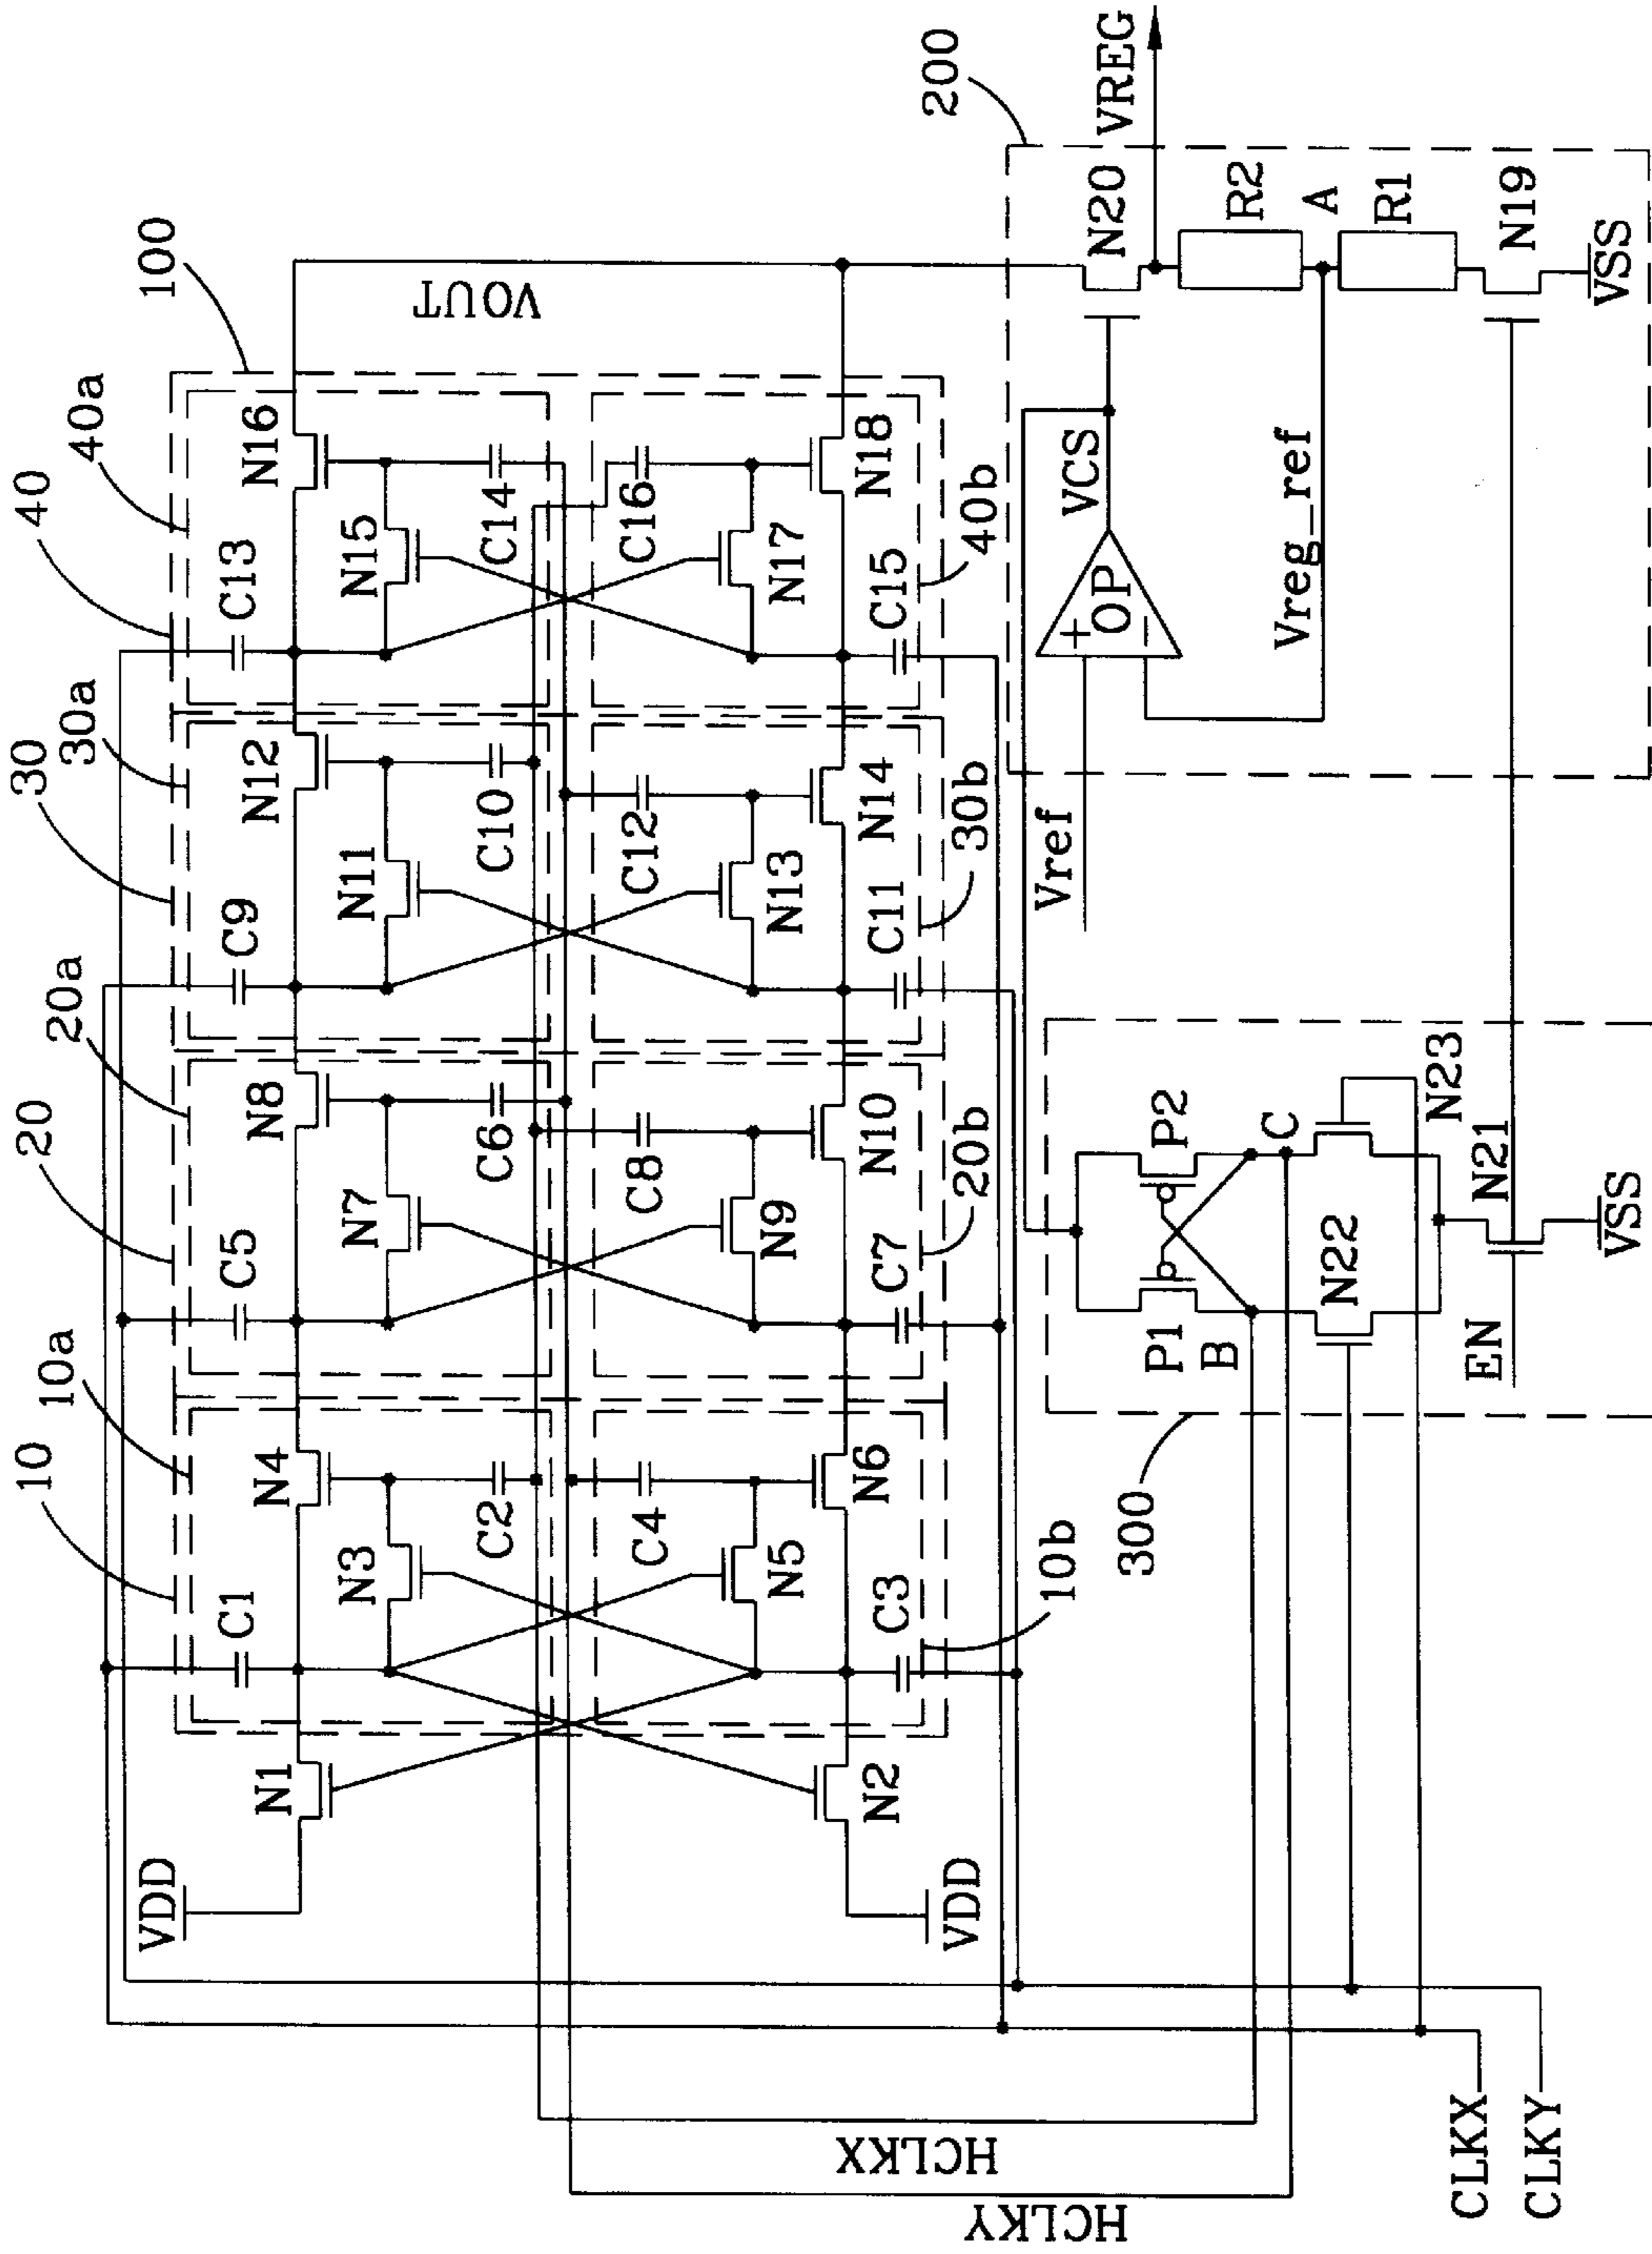 100
40
40a
30
30a
20
20a
10
10a
C13
C9
C5
C1
N16
N12
N8
N4
N1
VDD
N15
N11
N7
N3
VOUT
C14
C10
C6
C2
C16
C12
C8
C4
N17
N13
N9
N5
N18
N14
N10
N6
N2
VDD
C15
C11
C7
C3
40b
30b
20b
10b
HCLKX
HCLKY
200
VREG
N20
R2
A
R1
N19
VSS
VCS
+
OP
−
Vreg_ref
Vref
300
P1
P2
B
C
N22
N23
N21
EN
VSS
CLKX
CLKY